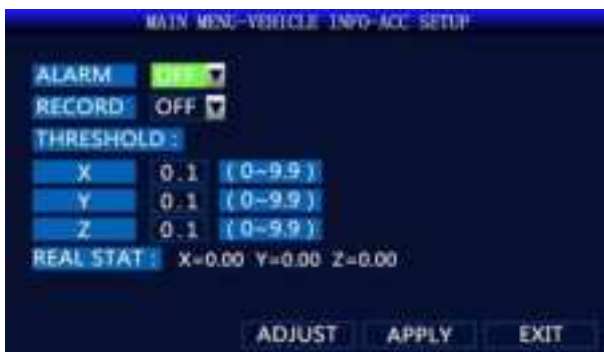 MAIN MENU-VEHICLE INFO-ACC SETUP
ALARM OFF
RECORD OFF
THRESHOLD :
X 0.1 ( 0~9.9 )
Y 0.1 ( 0~9.9 )
Z 0.1 ( 0~9.9 )
REAL STAT : X=0.00 Y=0.00 Z=0.00
ADJUST APPLY EXIT